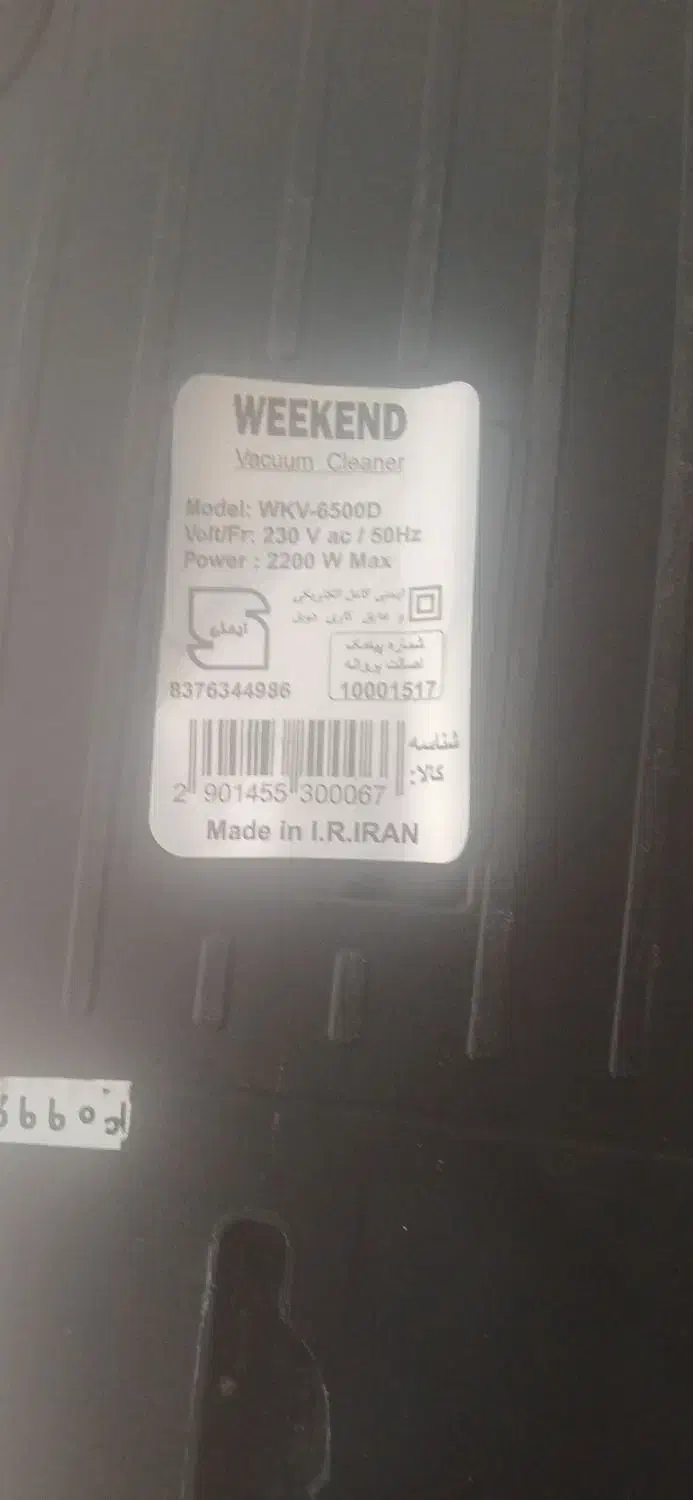 WEEKEND
Vacuum Cleaner
Model: WKV-6500D
Volt/Fr: 230 V ac / 50Hz
Power : 2200 W Max
ایمنی کامل الکتریکی
و عایق کاری دوبل
ایمنی
شماره پیامک
اصالت پروانه
8376344986
10001517
شناسه
کالا:
2 901455 300067
Made in I.R.IRAN